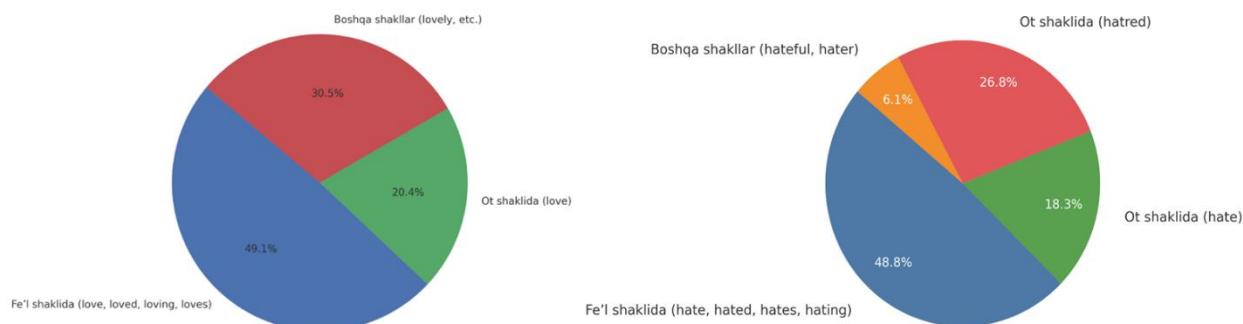 Boshqa shakllar (lovely, etc.)
30.5%
20.4%
Ot shaklida (love)
49.1%
Fe’l shaklida (love, loved, loving, loves)
Ot shaklida (hatred)
Boshqa shakllar (hateful, hater)
26.8%
6.1%
18.3%
Ot shaklida (hate)
48.8%
Fe’l shaklida (hate, hated, hates, hating)